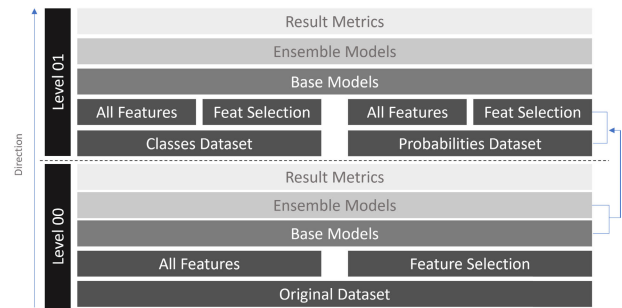 Direction
Level 01
Result Metrics
Ensemble Models
Base Models
All Features Feat Selection All Features Feat Selection
Classes Dataset Probabilities Dataset
Level 00
Result Metrics
Ensemble Models
Base Models
All Features Feature Selection
Original Dataset